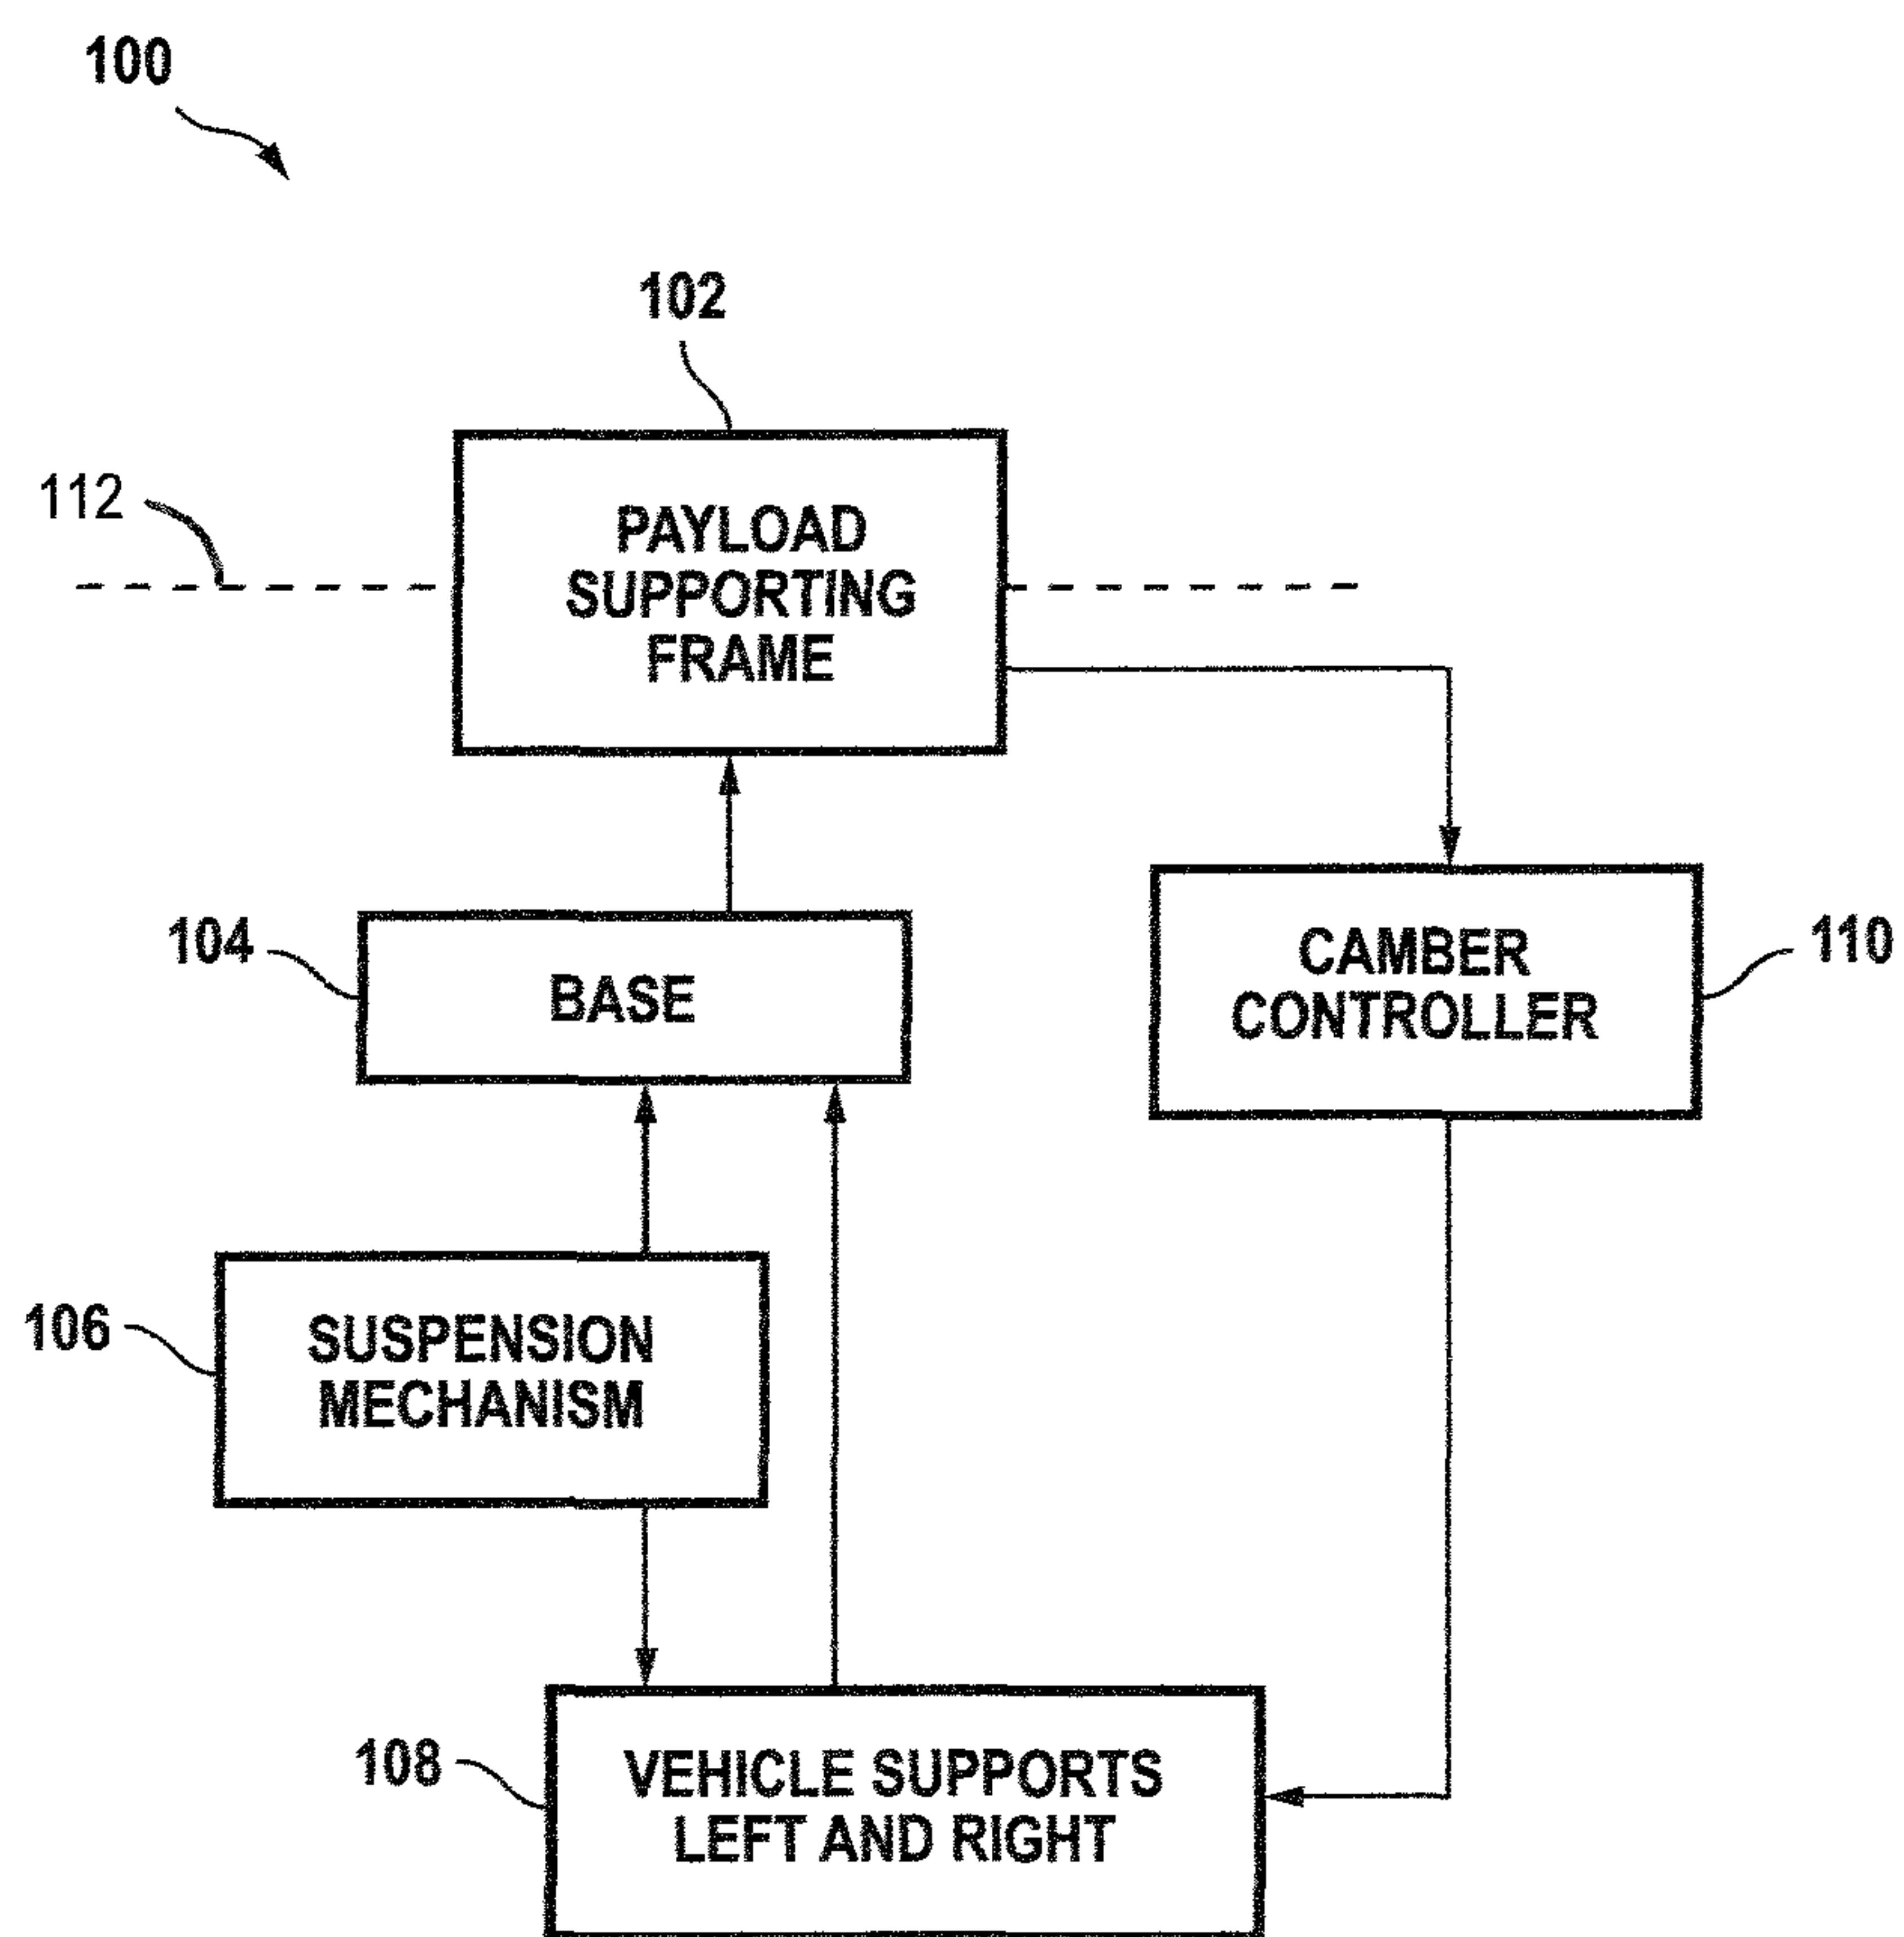 100
102
112
PAYLOAD
SUPPORTING
FRAME
104
BASE
CAMBER
CONTROLLER
110
106
SUSPENSION
MECHANISM
108
VEHICLE SUPPORTS
LEFT AND RIGHT